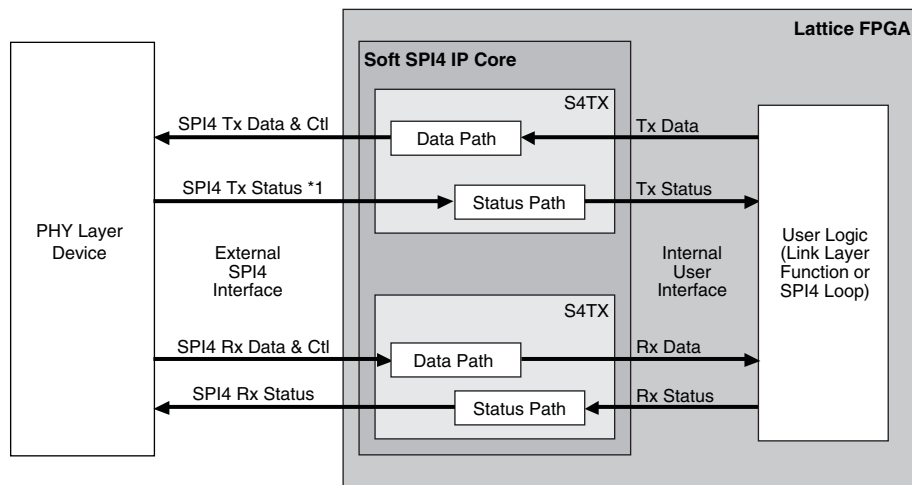 Lattice FPGA
Soft SPI4 IP Core
S4TX
SPI4 Tx Data & Ctl
Data Path
Tx Data
SPI4 Tx Status *1
Status Path
Tx Status
PHY Layer
Device
External
SPI4
Interface
Internal
User
Interface
User Logic
(Link Layer
Function or
SPI4 Loop)
S4TX
SPI4 Rx Data & Ctl
Data Path
Rx Data
SPI4 Rx Status
Status Path
Rx Status